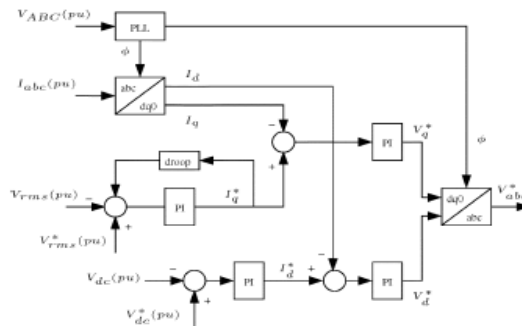 V_ABC(pu)
PLL
ϕ
I_abc(pu)
abc
dq0
I_d
I_q
−
+
PI
V_q^*
ϕ
droop
V_rms(pu)
−
+
PI
I_q^*
V_rms^*(pu)
dq0
abc
V_abc^*
V_dc(pu)
−
+
PI
I_d^*
+
−
PI
V_d^*
V_dc^*(pu)